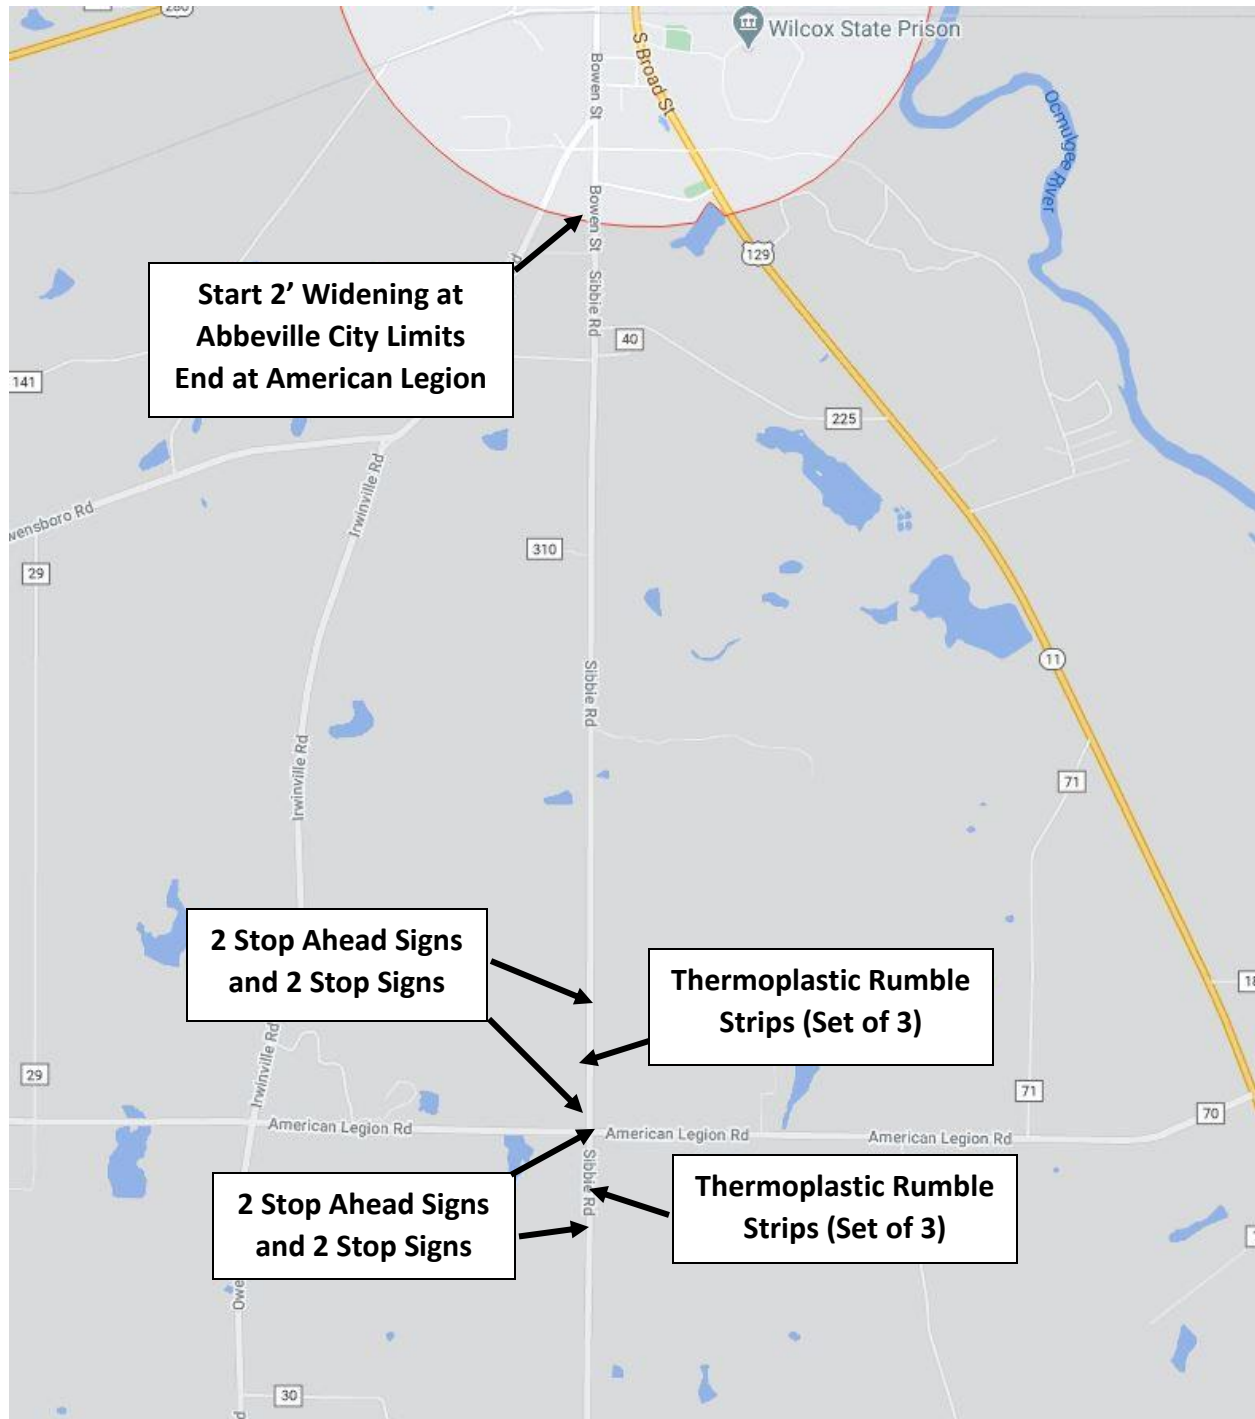 280
Wilcox State Prison
Bowen St
S Broad St
Ocmulgee River
Bowen St
129
Start 2’ Widening at
Abbeville City Limits
End at American Legion
Sibbie Rd
40
141
225
Irwinville Rd
wensboro Rd
310
29
Sibbie Rd
11
Irwinville Rd
71
2 Stop Ahead Signs
and 2 Stop Signs
Thermoplastic Rumble
Strips (Set of 3)
18
Irwinville Rd
29
71
70
American Legion Rd
American Legion Rd
American Legion Rd
Sibbie Rd
2 Stop Ahead Signs
and 2 Stop Signs
Thermoplastic Rumble
Strips (Set of 3)
Owe
30